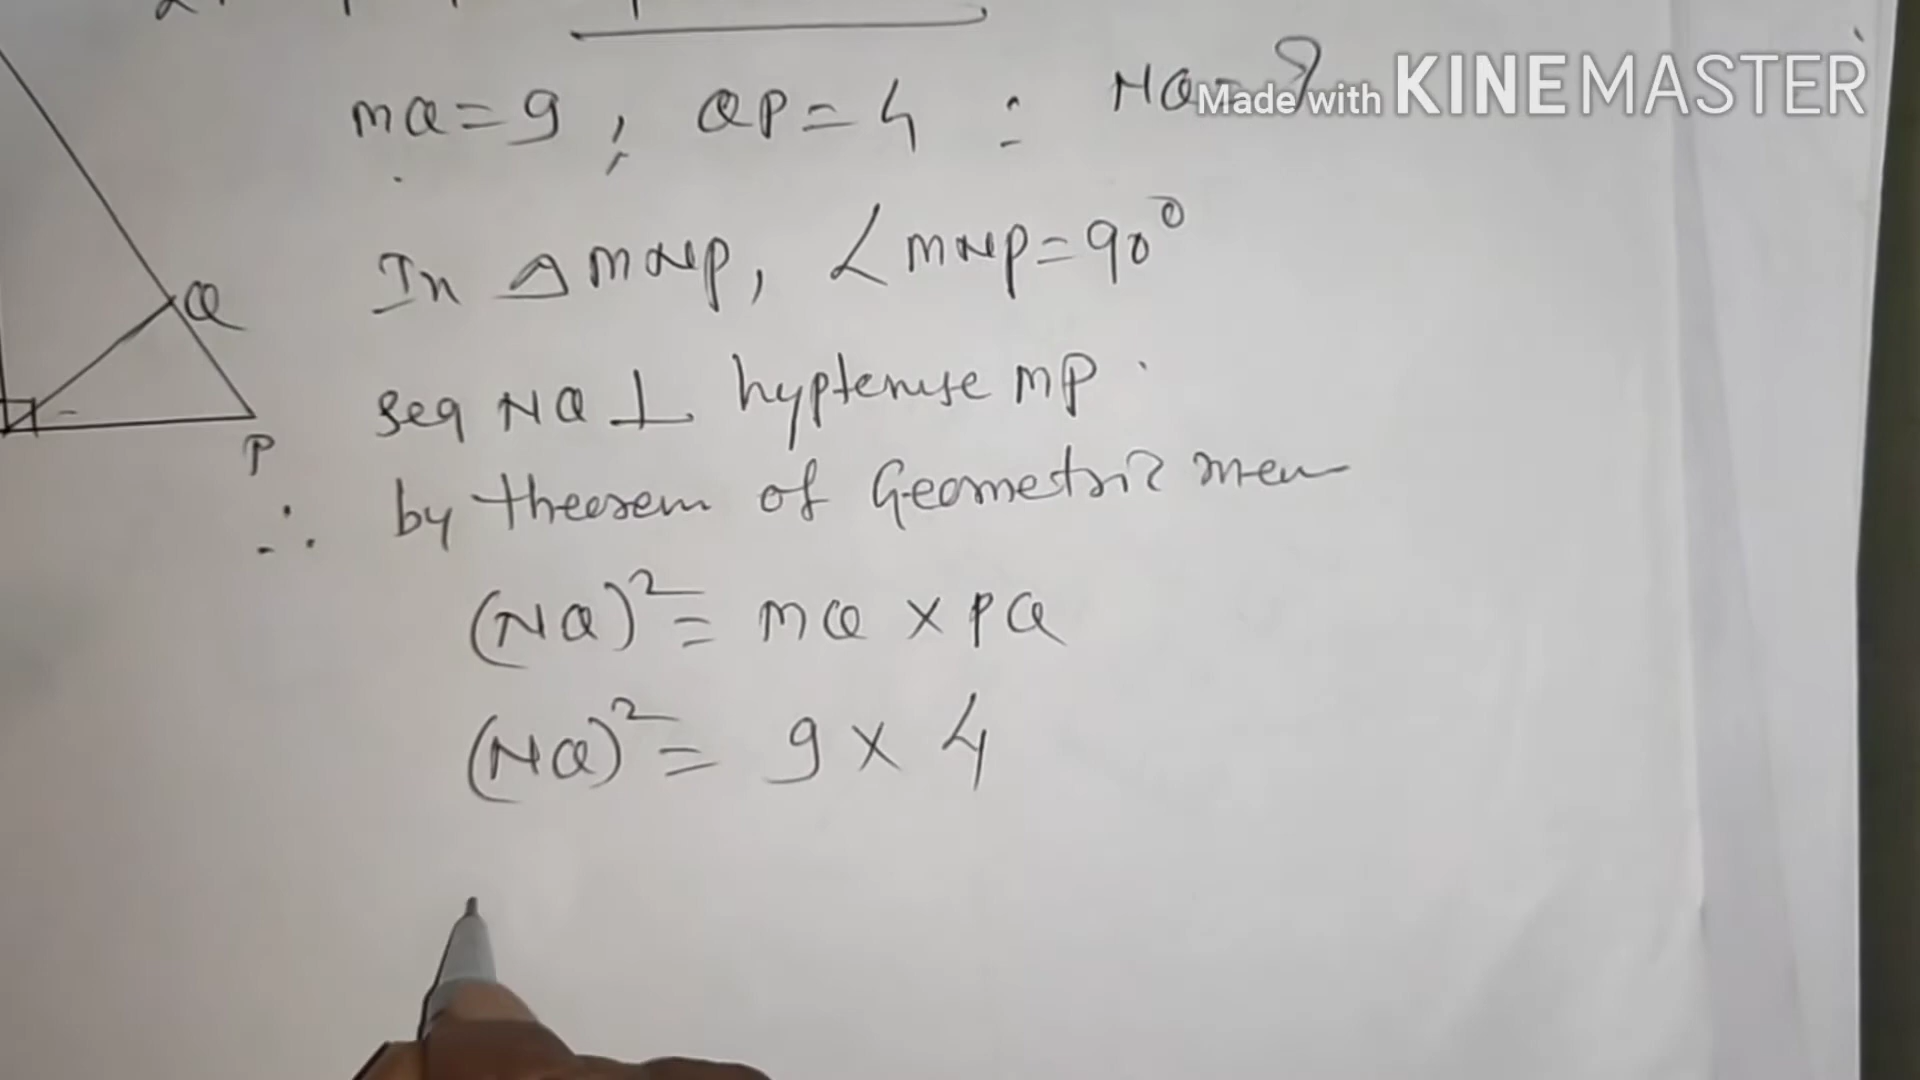 mQ = 9 ; QP = 4 : NQ = ?
Made with KINEMASTER
In △ MNP, ∠ MNP = 90°
Q
seg NQ ⊥ hyptenuse MP.
P
∴ by theorem of Geometric mean
(NQ)² = MQ × PQ
(NQ)² = 9 × 4